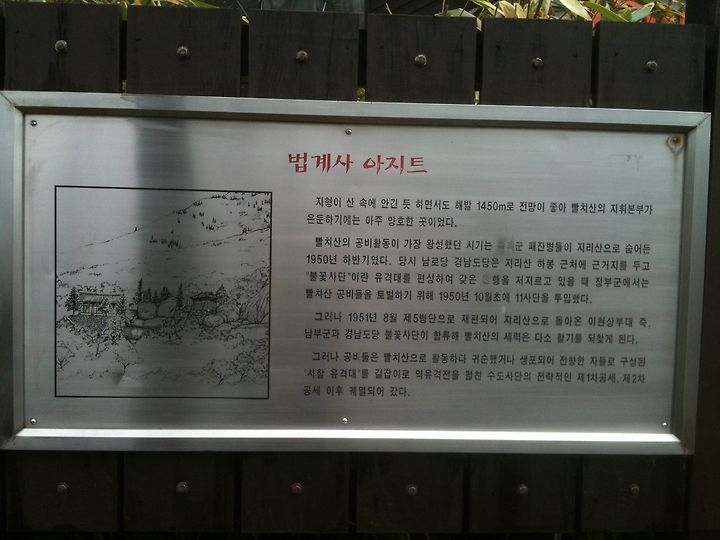 법계사 아지트
지형이 산 속에 안긴 듯 하면서도 해발 1450m로 전망이 좋아 빨치산의 지휘본부가
은둔하기에는 아주 양호한 곳이었다.
빨치산의 공비활동이 가장 왕성했던 시기는 군 패잔병들이 지리산으로 숨어든
1950년 하반기였다. 당시 남로당 경남도당은 지리산 하봉 근처에 근거지를 두고
"불꽃사단"이란 유격대를 편성하여 갖은 행을 저지르고 있을 때 정부군에서는
빨치산 공비들을 토벌하기 위해 1950년 10월초에 11사단을 투입했다.
그러나 1951년 8월 제5병단으로 재편되어 지리산으로 돌아온 이현상부대 즉,
남부군과 경남도당 불꽃사단이 합류해 빨치산의 세력은 다소 활기를 되찾게 된다.
그러나 공비들은 빨치산으로 활동하다 귀순했거나 생포되어 전향한 자들로 구성된
'사찰 유격대'를 길잡이로 역유격전을 펼친 수도사단의 전략적인 제1차공세, 제2차
공세 이후 궤멸되어 갔다.